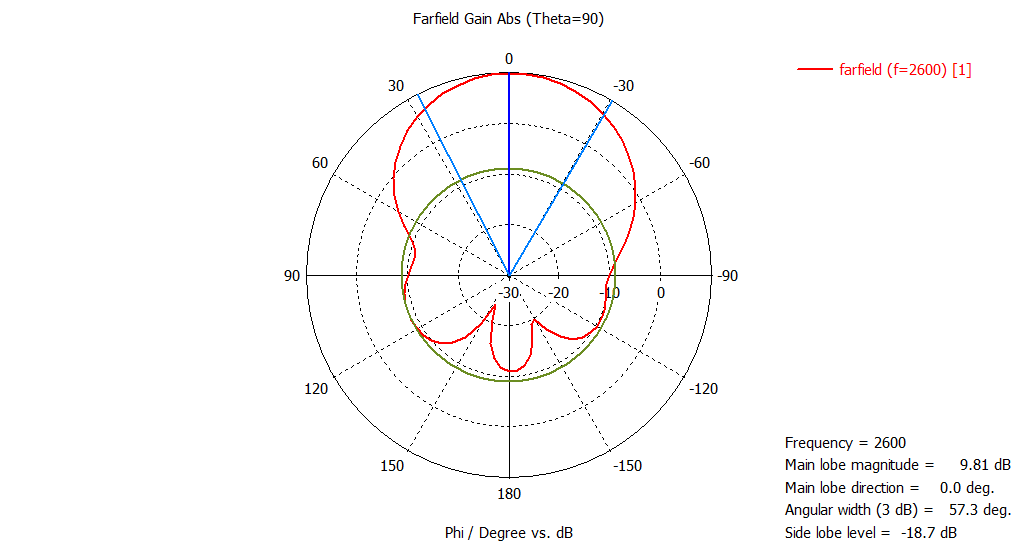 Farfield Gain Abs (Theta=90)
0
30
-30
farfield (f=2600) [1]
60
-60
90
-90
-30
-20
-10
0
120
-120
150
-150
180
Frequency = 2600
Main lobe magnitude = 9.81 dB
Main lobe direction = 0.0 deg.
Angular width (3 dB) = 57.3 deg.
Side lobe level = -18.7 dB
Phi / Degree vs. dB